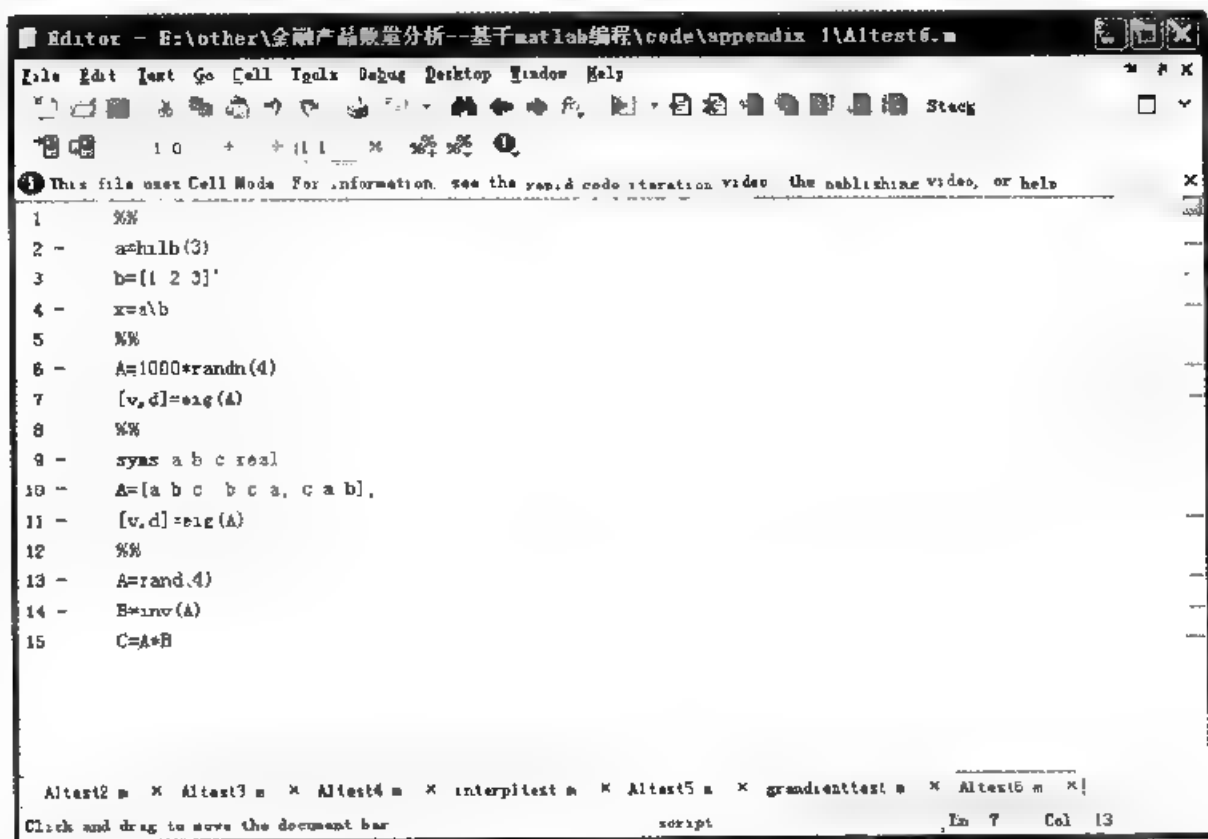 Editor - E:\other\金融产品数量分析--基于matlab编程\code\appendix 1\A1test6.m
File Edit Text Go Cell Tools Debug Desktop Window Help
Stack
1 0
This file uses Cell Mode For information, see the rapid code iteration video the publishing video, or help
1 %%
2 - a=hilb(3)
3 b=[1 2 3]'
4 - x=a\b
5 %%
6 - A=1000*randn(4)
7 [v,d]=eig(A)
8 %%
9 - syms a b c real
10 - A=[a b c b c a, c a b],
11 - [v,d]=eig(A)
12 %%
13 - A=rand(4)
14 - B=inv(A)
15 C=A*B
A1test2 m × A1test3 m × A1test4 m × interpltest m × A1test5 m × grandienttest m × A1test6 m ×
Click and drag to move the document bar script Ln 7 Col 13